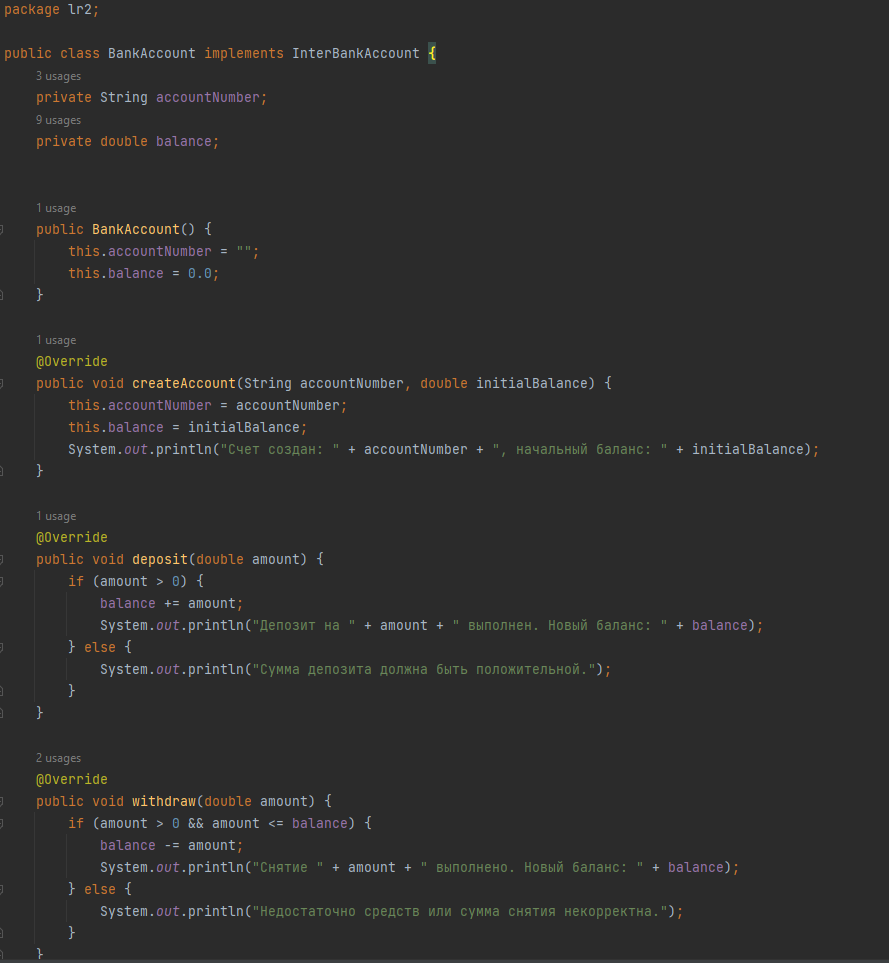 package lr2;
public class BankAccount implements InterBankAccount {
3 usages
private String accountNumber;
9 usages
private double balance;
1 usage
public BankAccount() {
this.accountNumber = "";
this.balance = 0.0;
}
1 usage
@Override
public void createAccount(String accountNumber, double initialBalance) {
this.accountNumber = accountNumber;
this.balance = initialBalance;
System.out.println("Счет создан: " + accountNumber + ", начальный баланс: " + initialBalance);
}
1 usage
@Override
public void deposit(double amount) {
if (amount > 0) {
balance += amount;
System.out.println("Депозит на " + amount + " выполнен. Новый баланс: " + balance);
} else {
System.out.println("Сумма депозита должна быть положительной.");
}
}
2 usages
@Override
public void withdraw(double amount) {
if (amount > 0 && amount <= balance) {
balance -= amount;
System.out.println("Снятие " + amount + " выполнено. Новый баланс: " + balance);
} else {
System.out.println("Недостаточно средств или сумма снятия некорректна.");
}
}